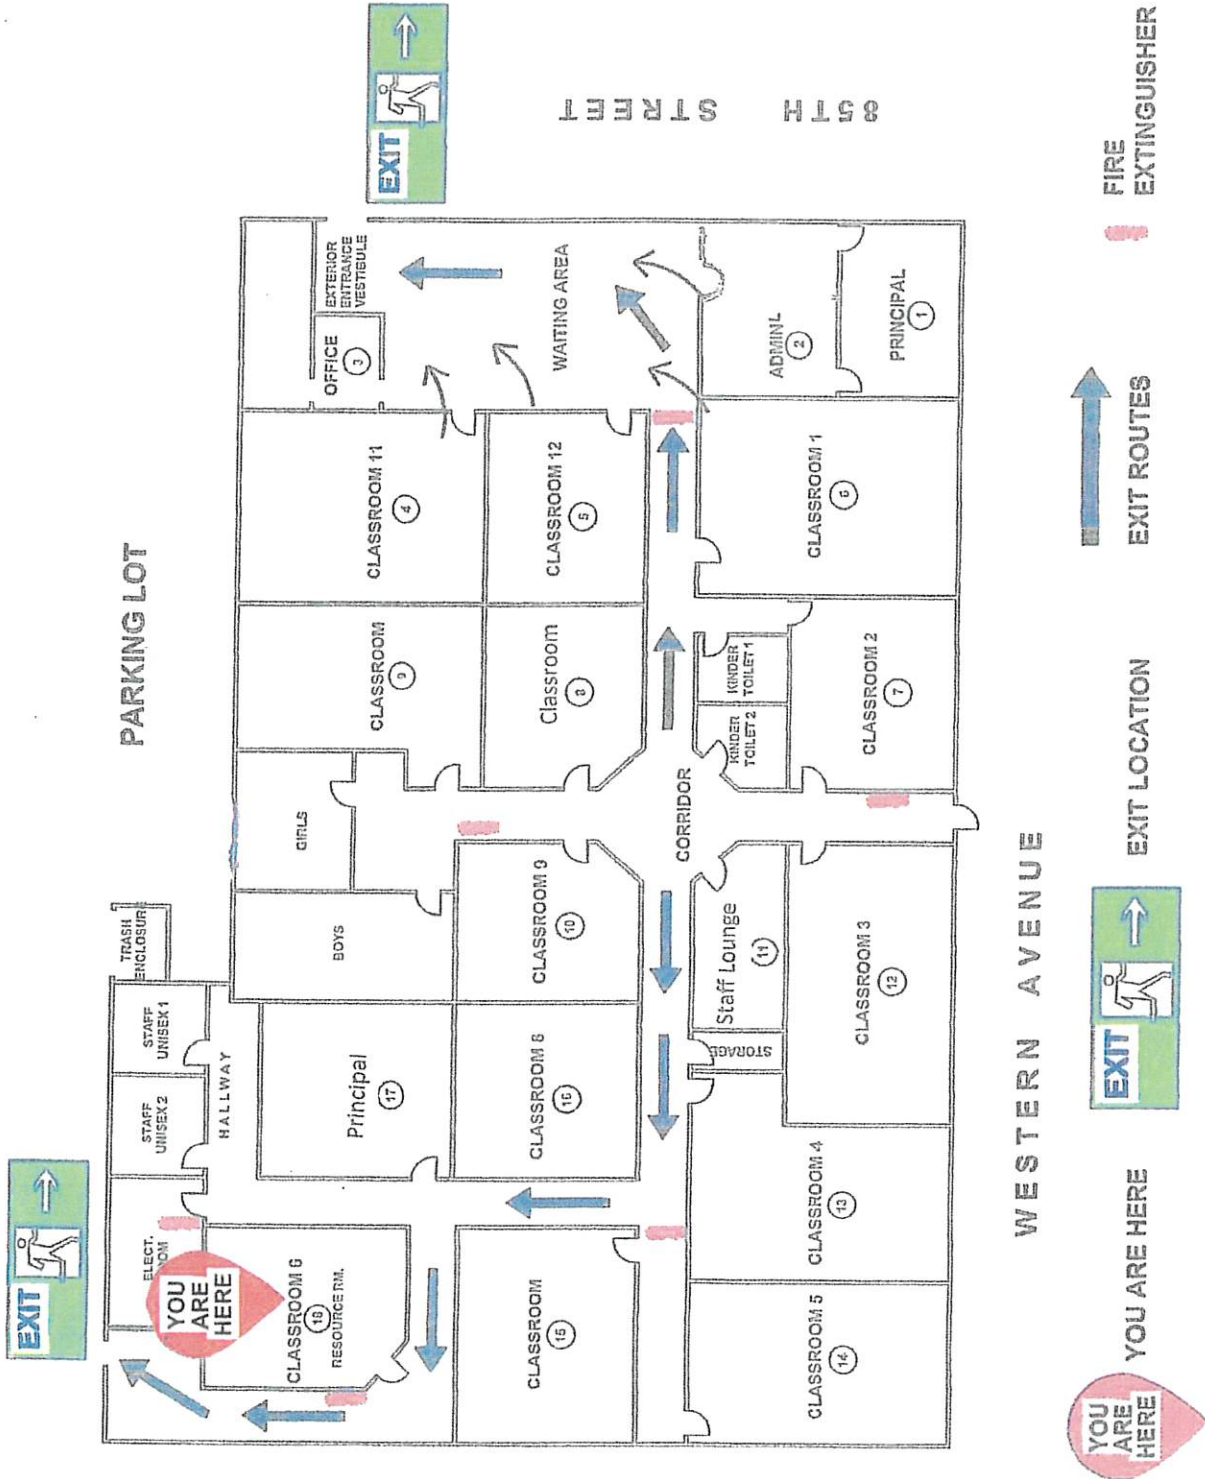 PARKING LOT
EXIT
EXIT
85TH STREET
WESTERN AVENUE
TRASH
ENCLOSURE
STAFF
UNISEX 1
STAFF
UNISEX 2
HALLWAY
ELECT.
YOU
ARE
HERE
CLASSROOM 6
18
RESOURCE RM.
Principal
17
BOYS
GIRLS
CLASSROOM
9
CLASSROOM 11
4
OFFICE
3
EXTERIOR
ENTRANCE
VESTIBULE
CLASSROOM
15
CLASSROOM 8
16
CLASSROOM 9
10
Classroom
8
CLASSROOM 12
5
WAITING AREA
CORRIDOR
STORAGE
Staff Lounge
11
KINDER
TOILET 2
KINDER
TOILET 1
ADMIN
2
PRINCIPAL
1
CLASSROOM 5
14
CLASSROOM 4
13
CLASSROOM 3
12
CLASSROOM 2
7
CLASSROOM 1
6
YOU
ARE
HERE
YOU ARE HERE
EXIT
EXIT LOCATION
EXIT ROUTES
FIRE
EXTINGUISHER